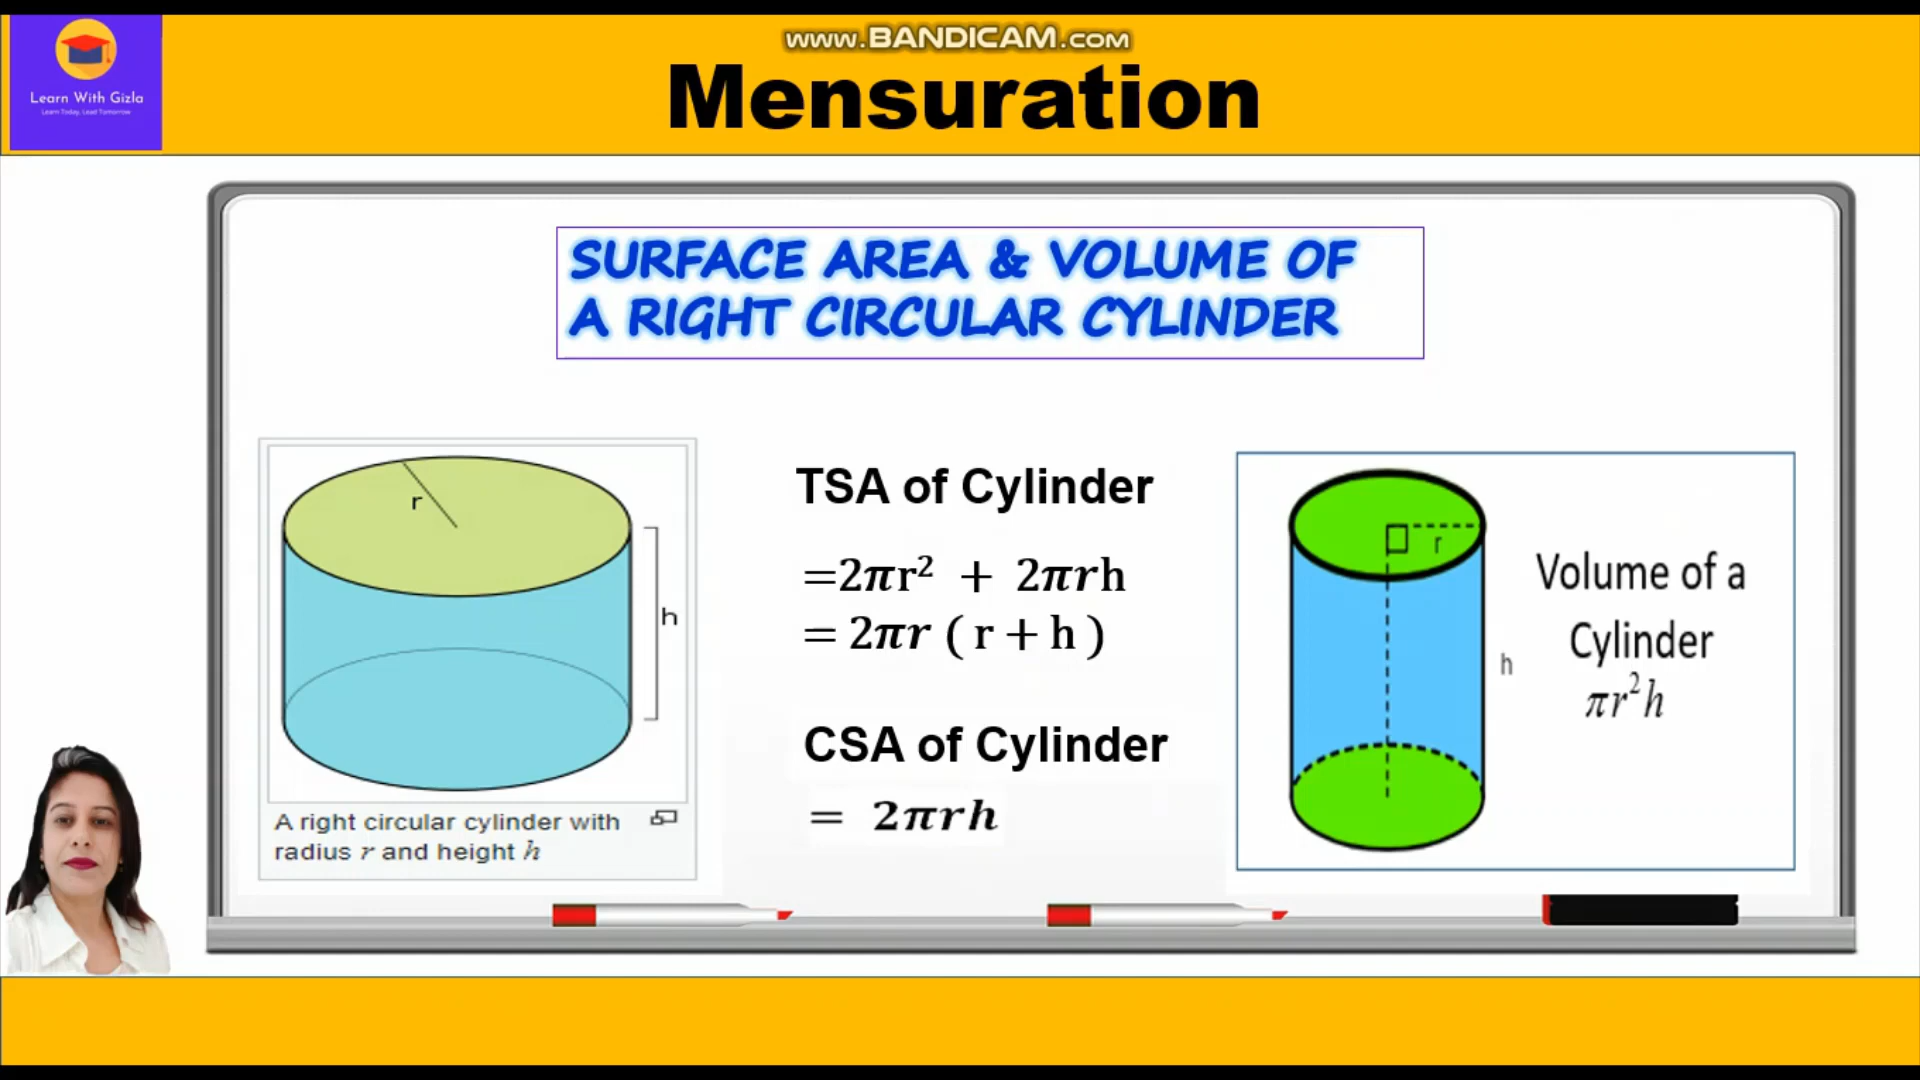 www.BANDICAM.com
Mensuration
Learn With Gizla
Learn Today, Lead Tomorrow
SURFACE AREA & VOLUME OF
A RIGHT CIRCULAR CYLINDER
r
h
A right circular cylinder with
radius r and height h
TSA of Cylinder
=2πr² + 2πrh
= 2πr ( r + h )
CSA of Cylinder
= 2πrh
r
h
Volume of a
Cylinder
πr²h